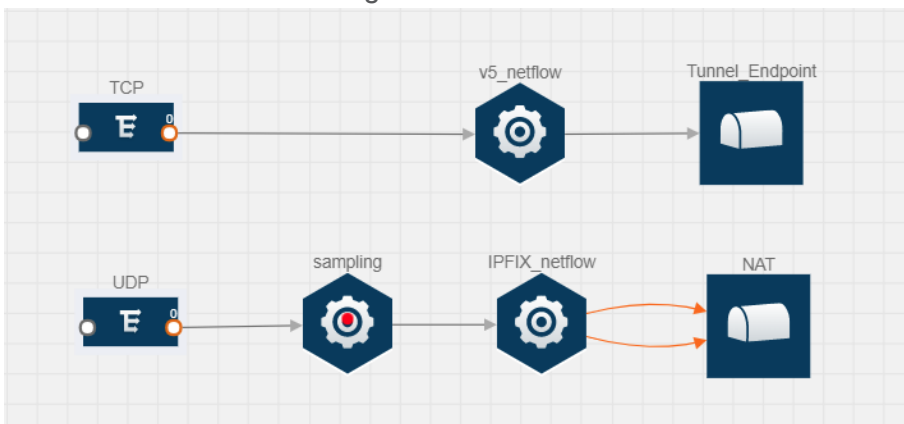 v5_netflow
Tunnel_Endpoint
TCP
0
sampling
IPFIX_netflow
NAT
UDP
0